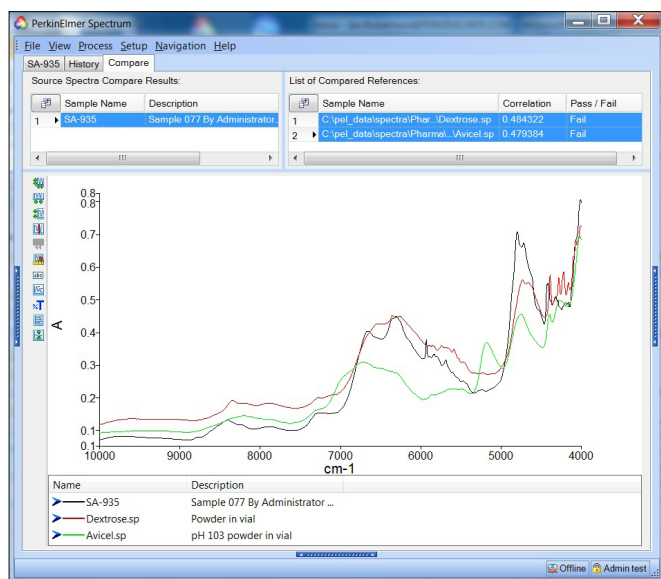 PerkinElmer Spectrum
File View Process Setup Navigation Help
SA-935 History Compare
Source Spectra Compare Results:
List of Compared References:
Sample Name Description
1 SA-935 Sample 077 By Administrator...
Sample Name Correlation Pass / Fail
1 C:\pel_data\spectra\Phar...\Dextrose.sp 0.484322 Fail
2 C:\pel_data\spectra\Pharma\...\Avicel.sp 0.479384 Fail
0.8
0.8
0.7
0.6
0.5
0.4
0.3
0.2
0.1
0.1
A
%T
abc
10000 9000 8000 7000 6000 5000 4000
cm-1
Name Description
SA-935 Sample 077 By Administrator ...
Dextrose.sp Powder in vial
Avicel.sp pH 103 powder in vial
Offline Admin test